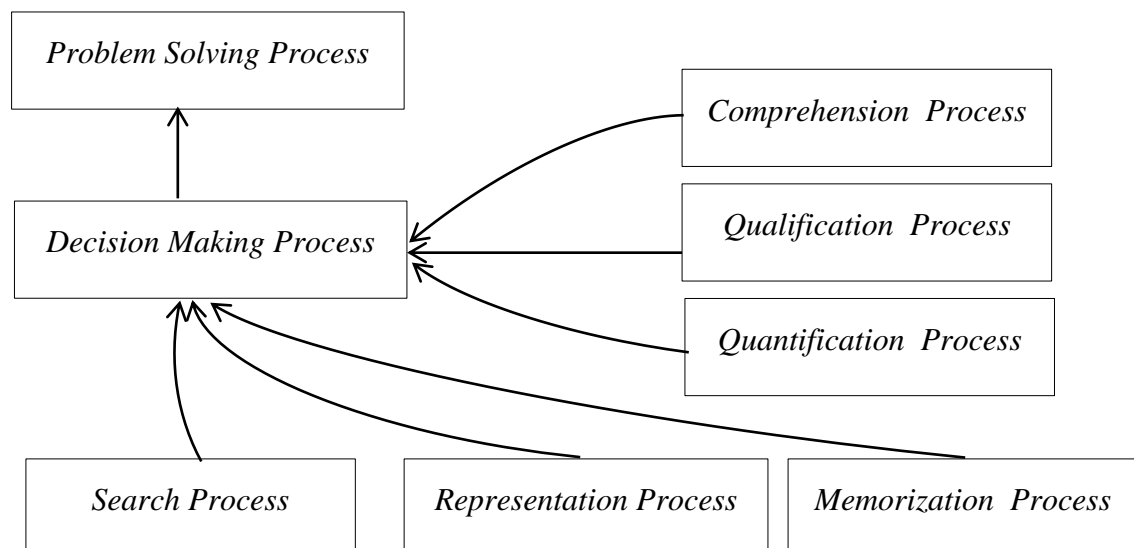 Problem Solving Process
Comprehension Process
Decision Making Process
Qualification Process
Quantification Process
Search Process
Representation Process
Memorization Process